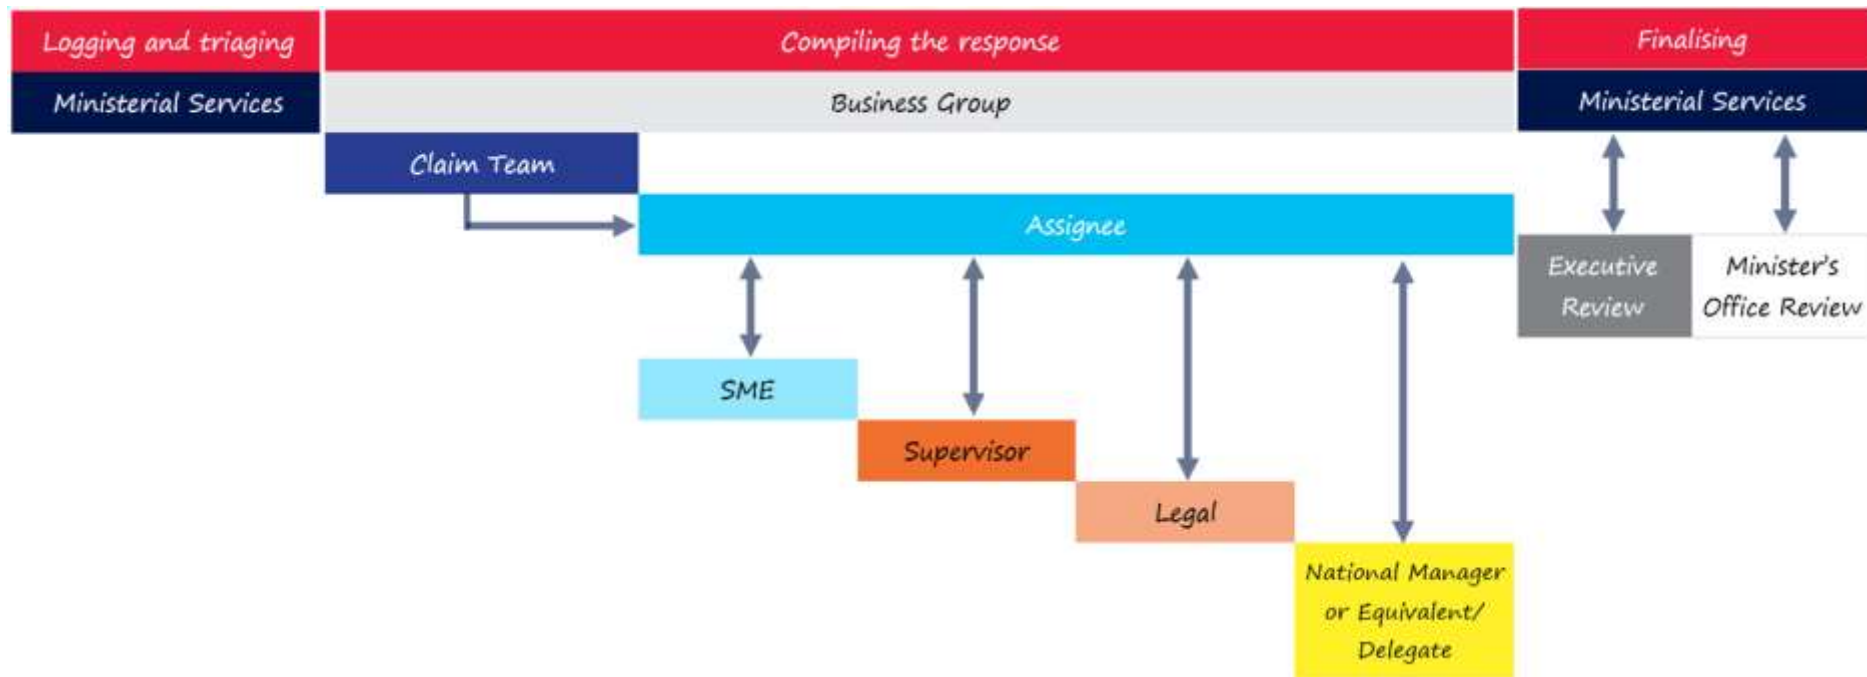 Logging and triaging
Compiling the response
Finalising
Ministerial Services
Business Group
Ministerial Services
Claim Team
Assignee
Executive
Review
Minister's
Office Review
SME
Supervisor
Legal
National Manager
or Equivalent/
Delegate